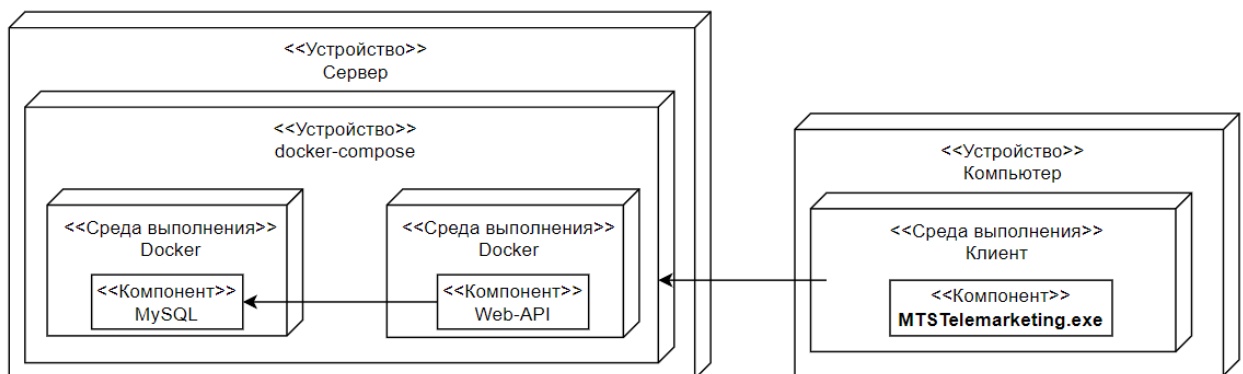 <<Устройство>>
Сервер
<<Устройство>>
docker-compose
<<Среда выполнения>>
Docker
<<Компонент>>
MySQL
<<Среда выполнения>>
Docker
<<Компонент>>
Web-API
<<Устройство>>
Компьютер
<<Среда выполнения>>
Клиент
<<Компонент>>
MTSTelemarketing.exe